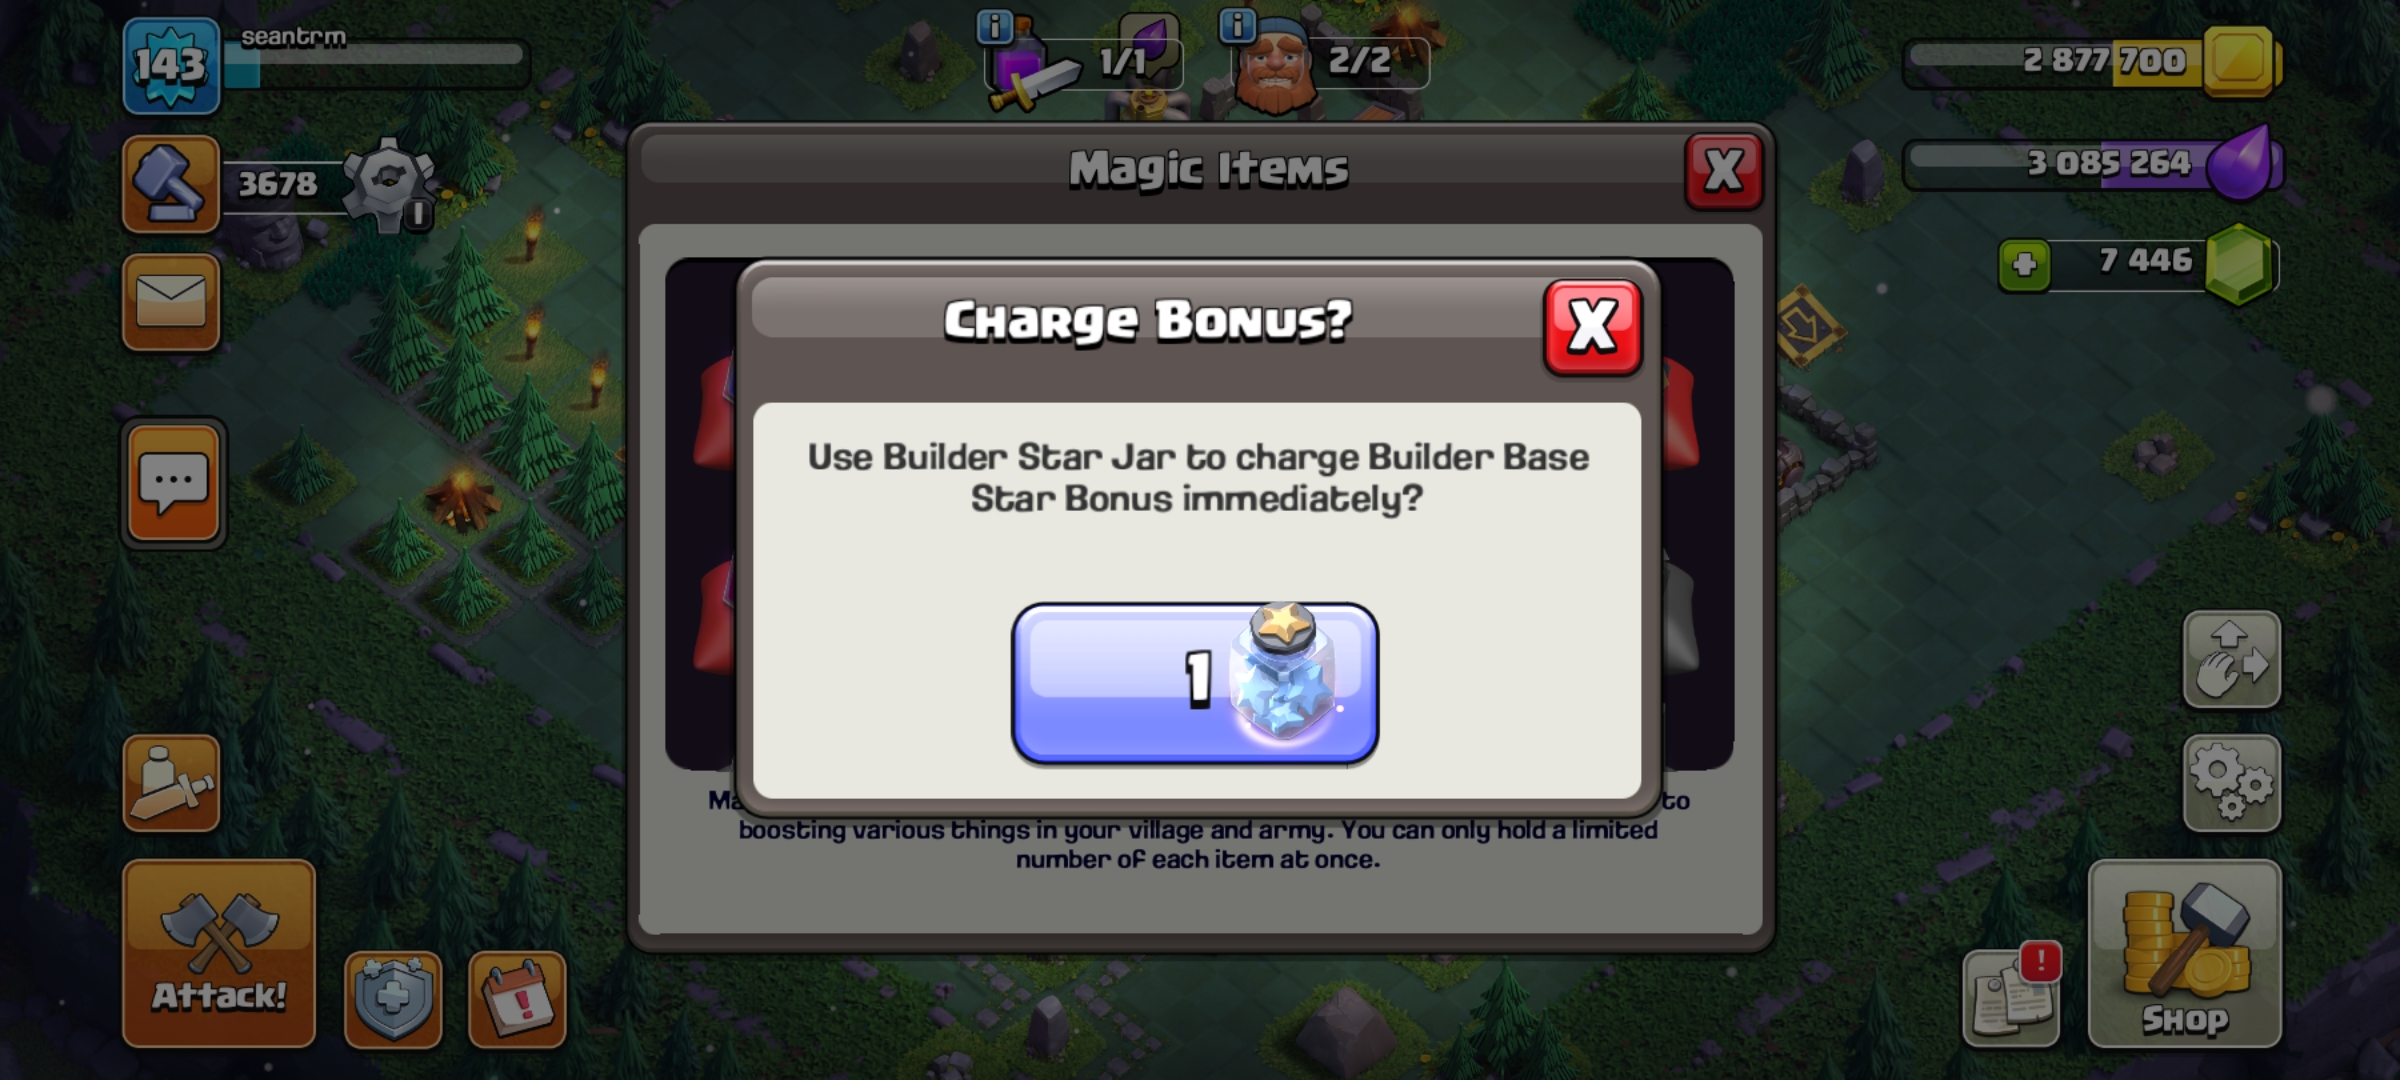 143
seantrm
1/1
2/2
2 877 700
3678
Magic Items
X
3 085 264
7 446
Charge Bonus?
X
Use Builder Star Jar to charge Builder Base
Star Bonus immediately?
1
to
boosting various things in your village and army. You can only hold a limited
number of each item at once.
Attack!
!
Shop